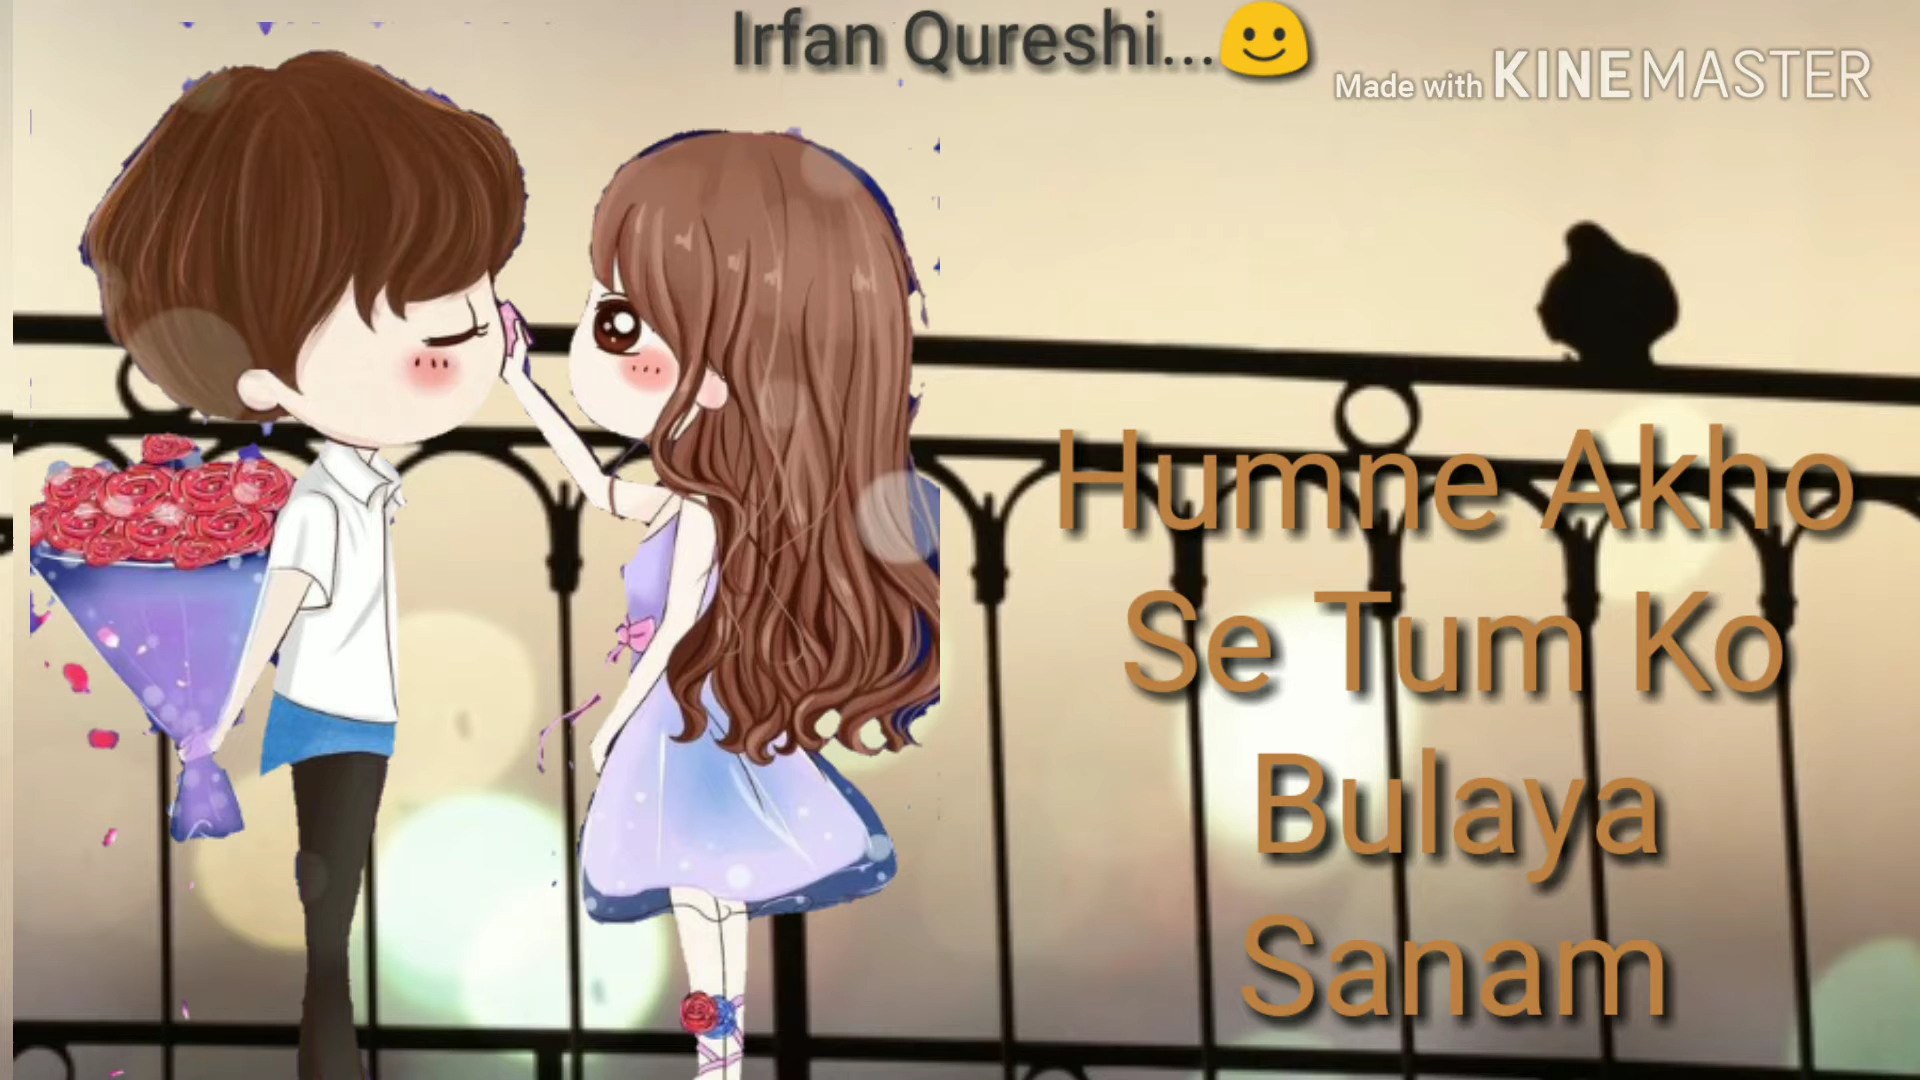 Irfan Qureshi...🙂
Made with KINEMASTER
Humne Akho
Se Tum Ko
Bulaya
Sanam